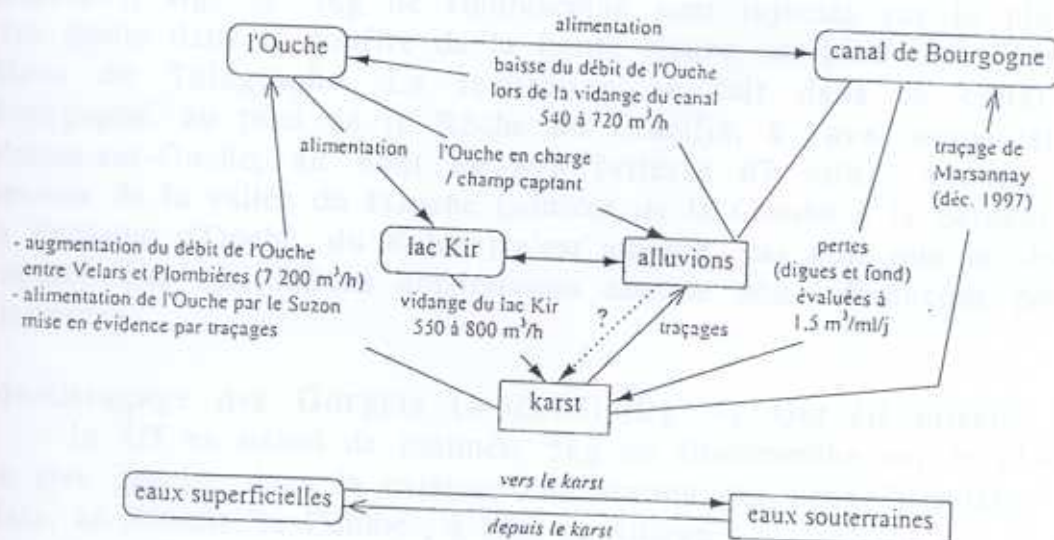 alimentation
l'Ouche
canal de Bourgogne
baisse du débit de l'Ouche
lors de la vidange du canal
540 à 720 m³/h
alimentation
l'Ouche en charge
/ champ captant
traçage de
Marsannay
(déc. 1997)
- augmentation du débit de l'Ouche
entre Velars et Plombières (7 200 m³/h)
- alimentation de l'Ouche par le Suzon
mise en évidence par traçages
lac Kir
alluvions
pertes
(digues et fond)
évaluées à
1,5 m³/ml/j
vidange du lac Kir
550 à 800 m³/h
?
traçages
karst
eaux superficielles
vers le karst
depuis le karst
eaux souterraines